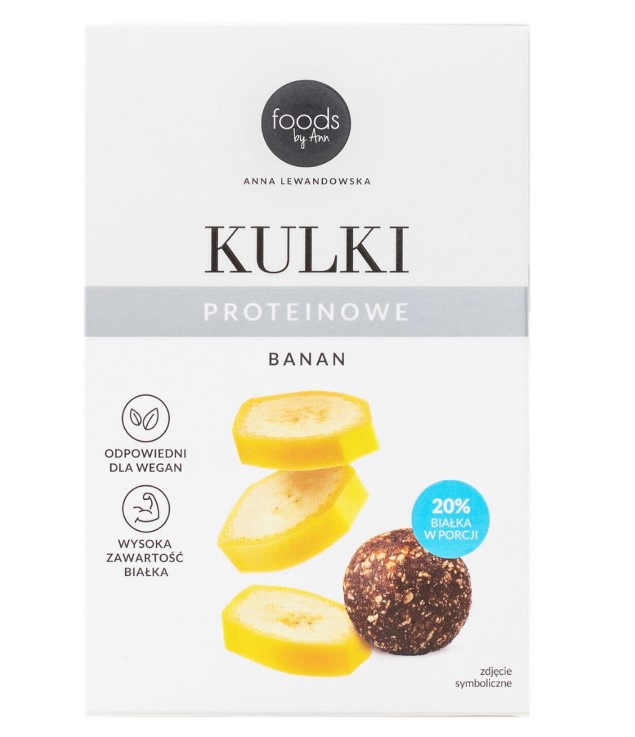 foods
by Ann
ANNA LEWANDOWSKA
KULKI
PROTEINOWE
BANAN
ODPOWIEDNI
DLA WEGAN
WYSOKA
ZAWARTOŚĆ
BIAŁKA
20%
BIAŁKA
W PORCJI
zdjęcie
symboliczne